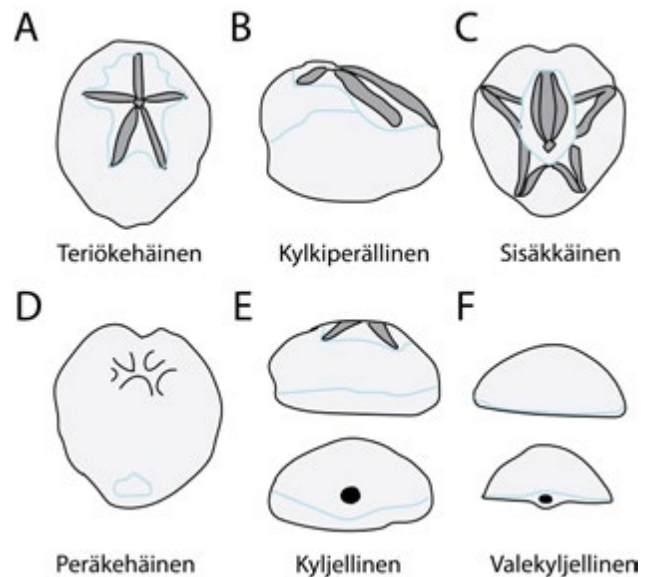 A
B
C
Teriökehäinen
Kylkiperällinen
Sisäkkäinen
D
E
F
Peräkehäinen
Kyljellinen
Valekyljellinen